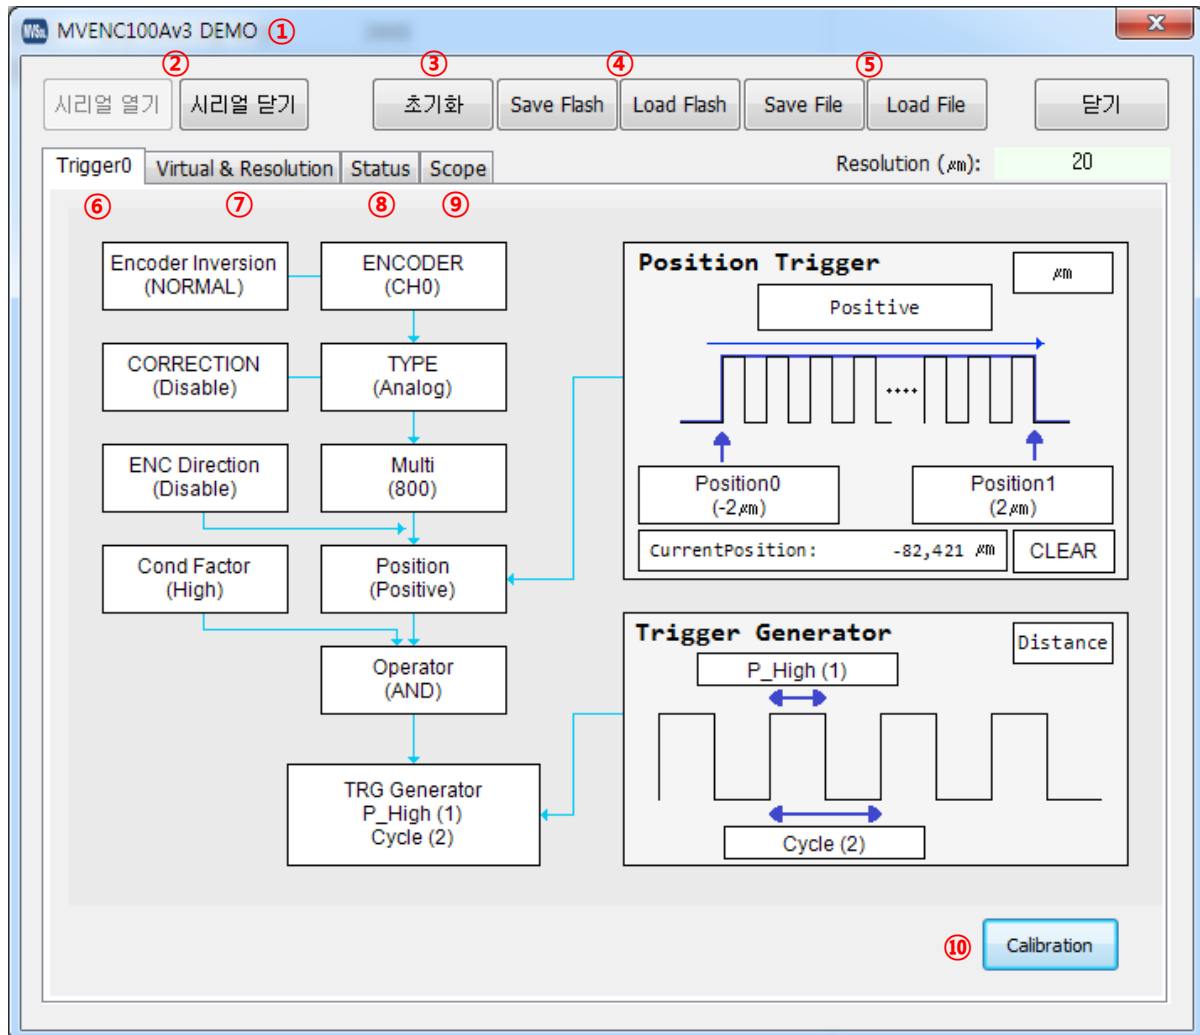 MVSOL MVENC100Av3 DEMO ①
X
② ③ ④ ⑤
시리얼 열기 시리얼 닫기 초기화 Save Flash Load Flash Save File Load File 닫기
Trigger0 Virtual & Resolution Status Scope Resolution (㎛): 20
⑥ ⑦ ⑧ ⑨
Encoder Inversion
(NORMAL)
ENCODER
(CH0)
CORRECTION
(Disable)
TYPE
(Analog)
ENC Direction
(Disable)
Multi
(800)
Cond Factor
(High)
Position
(Positive)
Operator
(AND)
TRG Generator
P_High (1)
Cycle (2)
Position Trigger
㎛
Positive
....
Position0
(-2㎛)
Position1
(2㎛)
CurrentPosition: -82,421 ㎛ CLEAR
Trigger Generator
Distance
P_High (1)
Cycle (2)
⑩ Calibration